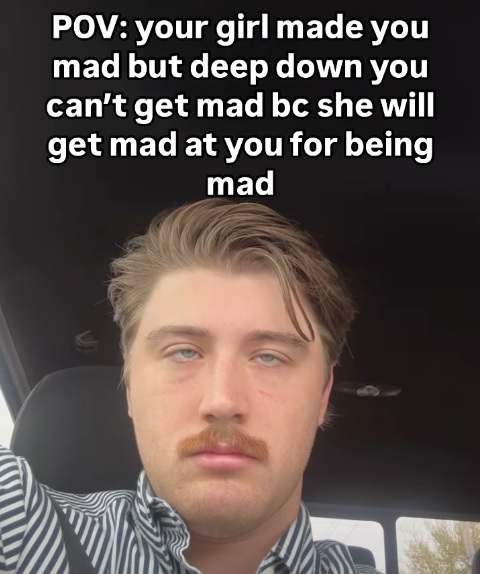 POV: your girl made you
mad but deep down you
can't get mad bc she will
get mad at you for being
mad